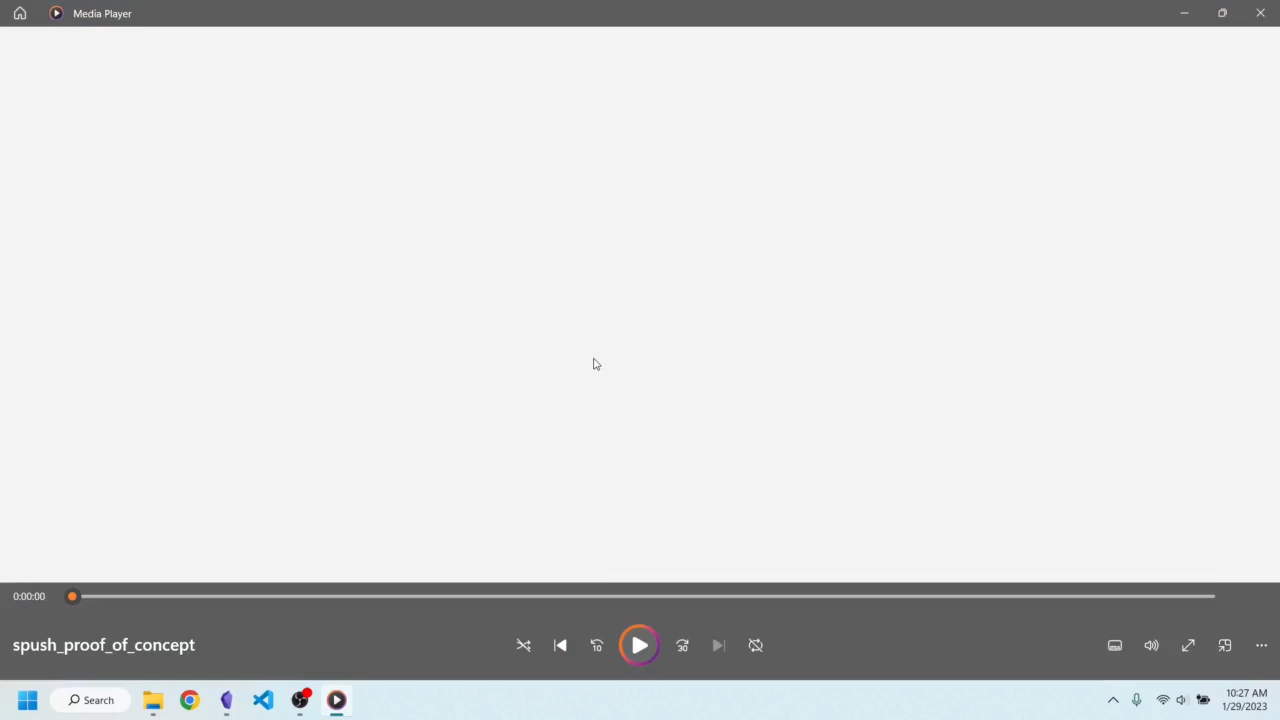 Media Player
0:00:00
spush_proof_of_concept
10
30
Search
10:27 AM
1/29/2023